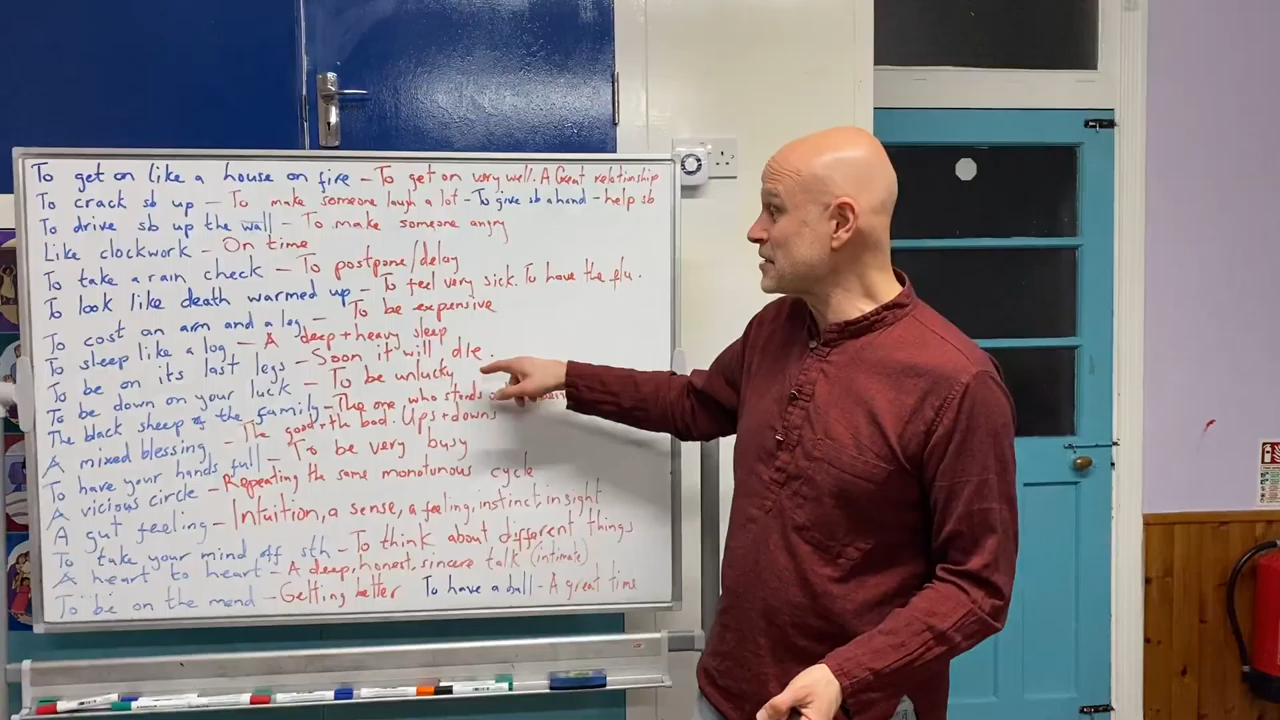 To get on like a house on fire - To get on very well. A Great relationship
To crack sb up - To make someone laugh a lot - To give sb a hand - help sb
To drive sb up the wall - To make someone angry
Like clockwork - On time
To take a rain check - To postpone/delay
To look like death warmed up - To feel very sick. To have the flu.
To cost an arm and a leg - To be expensive
To sleep like a log - A deep + heavy sleep
To be on its last legs - Soon it will die.
To be down on your luck - To be unlucky
The black sheep of the family - The one who stands
A mixed blessing - The good with the bad. Ups + downs
To have your hands full - To be very busy
A vicious circle - Repeating the same monotunous cycle
A gut feeling - Intuition, a sense, a feeling, instinct, insight
To take your mind off sth - To think about different things
A heart to heart - A deep, honest, sincere talk (intimate)
To be on the mend - Getting better To have a ball - A great time